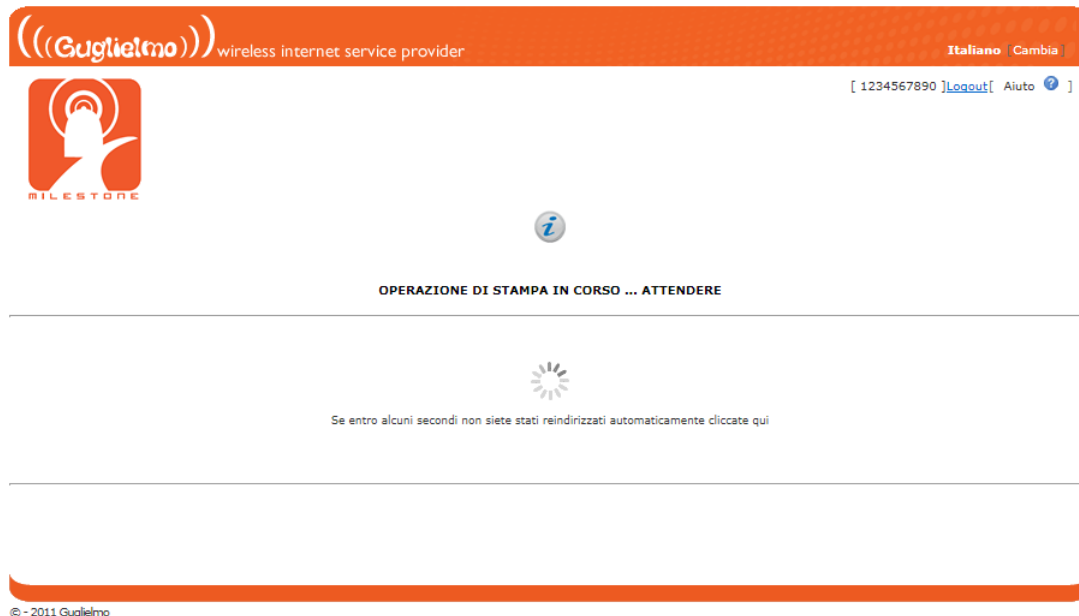 (((Guglielmo))) wireless internet service provider
Italiano [Cambia]
[ 1234567890 ]Logout[ Aiuto ? ]
MILESTONE
i
OPERAZIONE DI STAMPA IN CORSO ... ATTENDERE
Se entro alcuni secondi non siete stati reindirizzati automaticamente cliccate qui
© - 2011 Guglielmo